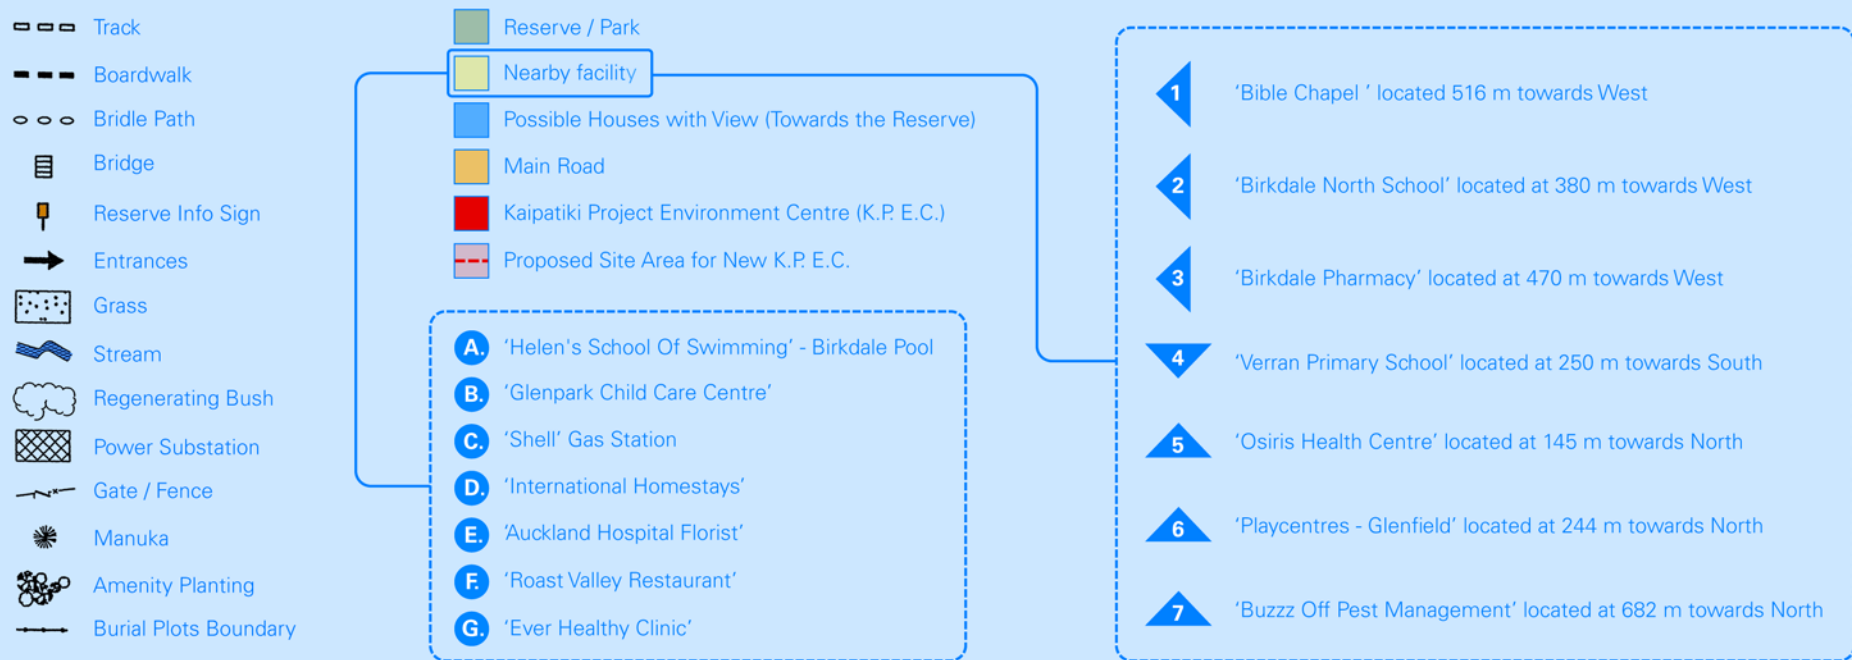 Track
Boardwalk
Bridle Path
Bridge
Reserve Info Sign
Entrances
Grass
Stream
Regenerating Bush
Power Substation
Gate / Fence
Manuka
Amenity Planting
Burial Plots Boundary
Reserve / Park
Nearby facility
Possible Houses with View (Towards the Reserve)
Main Road
Kaipatiki Project Environment Centre (K.P. E.C.)
Proposed Site Area for New K.P. E.C.
A. ‘Helen's School Of Swimming’ - Birkdale Pool
B. ‘Glenpark Child Care Centre’
C. ‘Shell’ Gas Station
D. ‘International Homestays’
E. ‘Auckland Hospital Florist’
F. ‘Roast Valley Restaurant’
G. ‘Ever Healthy Clinic’
1 ‘Bible Chapel ’ located 516 m towards West
2 ‘Birkdale North School’ located at 380 m towards West
3 ‘Birkdale Pharmacy’ located at 470 m towards West
4 ‘Verran Primary School’ located at 250 m towards South
5 ‘Osiris Health Centre’ located at 145 m towards North
6 ‘Playcentres - Glenfield’ located at 244 m towards North
7 ‘Buzzz Off Pest Management’ located at 682 m towards North